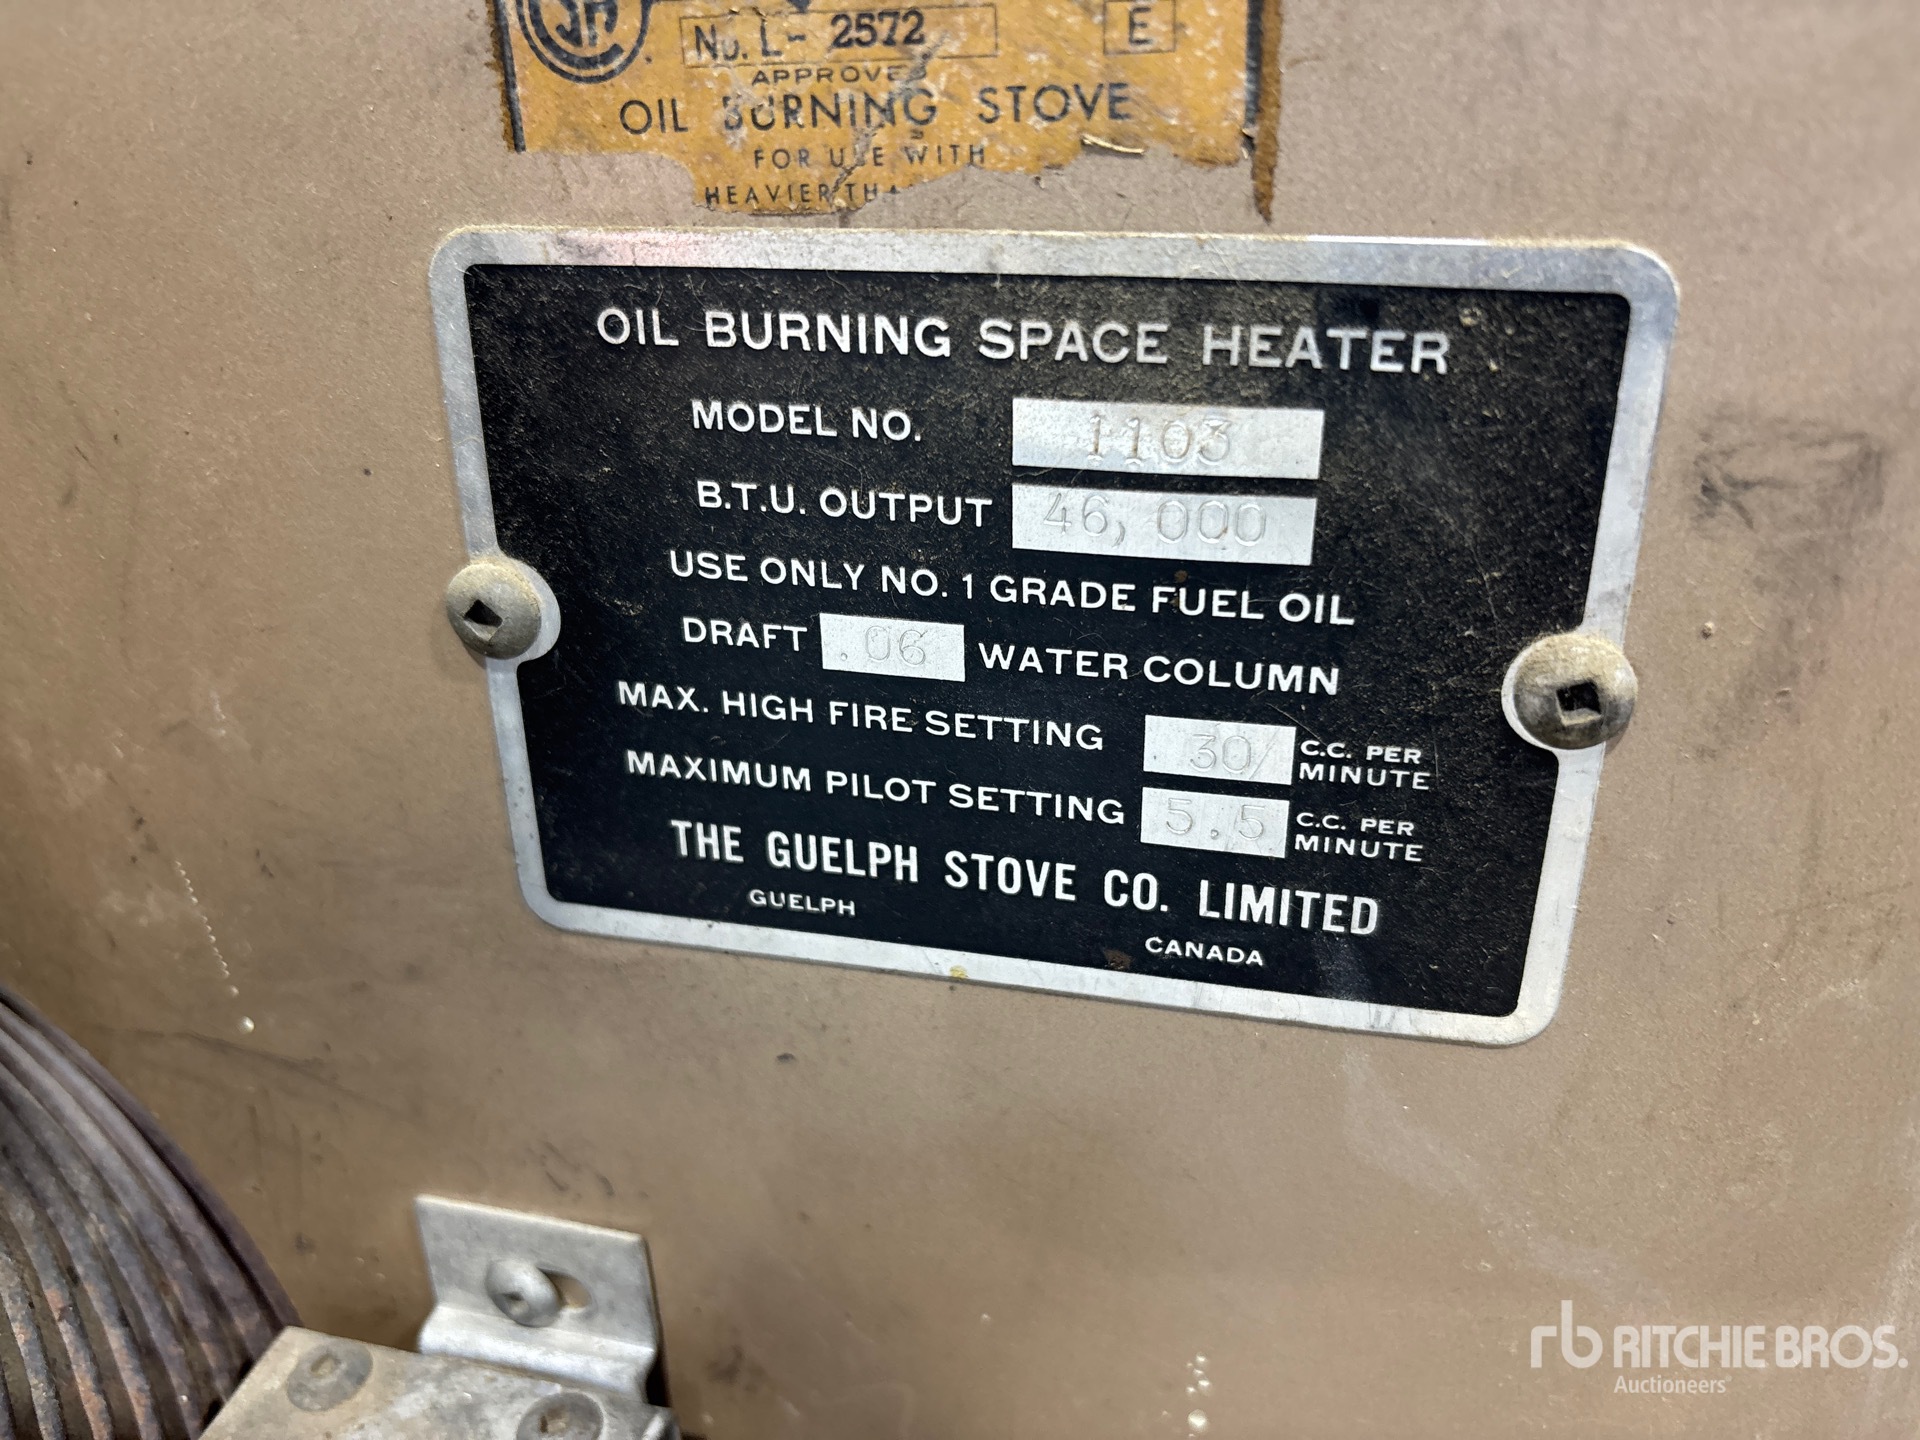 No. L- 2572 E
APPROVED
OIL BURNING STOVE
FOR USE WITH
HEAVIER
OIL BURNING SPACE HEATER
MODEL NO. 1103
B.T.U. OUTPUT 46,000
USE ONLY NO. 1 GRADE FUEL OIL
DRAFT .06 WATER COLUMN
MAX. HIGH FIRE SETTING 30/ C.C. PER MINUTE
MAXIMUM PILOT SETTING 5.5 C.C. PER MINUTE
THE GUELPH STOVE CO. LIMITED
GUELPH CANADA
rb RITCHIE BROS.
Auctioneers